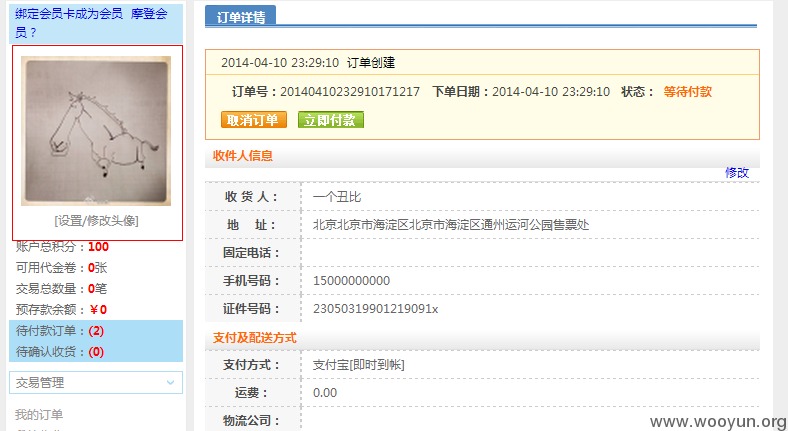 绑定会员卡成为会员 摩登会
员？
[设置/修改头像]
账户总积分：100
可用代金卷：0张
交易总数量：0笔
预存款余额：￥0
待付款订单：(2)
待确认收货：(0)
交易管理
我的订单
订单详情
2014-04-10 23:29:10 订单创建
订单号：20140410232910171217 下单日期：2014-04-10 23:29:10 状态： 等待付款
取消订单 立即付款
收件人信息
修改
收 货 人： 一个丑比
地 址： 北京北京市海淀区北京市海淀区通州运河公园售票处
固定电话：
手机号码： 15000000000
证件号码： 23050319901219091x
支付及配送方式
支付方式： 支付宝[即时到帐]
运费： 0.00
物流公司：
www.wooyun.org